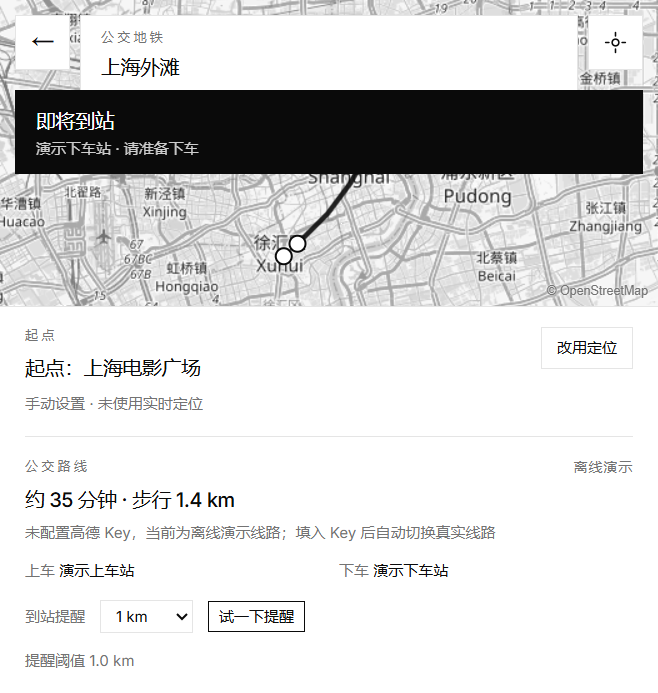 公交地铁
上海外滩
金桥镇
即将到站
演示下车站 · 请准备下车
Shanghai
Pudong
北翟路
新泾镇
Xinjing
华漕镇
Huacao
张江镇
Zhangjiang
67
67B
67C
徐汇
Xuhui
虹桥镇
Hongqiao
北蔡镇
Beicai
15
© OpenStreetMap
起点
起点：上海电影广场
改用定位
手动设置 · 未使用实时定位
公交路线
离线演示
约 35 分钟 · 步行 1.4 km
未配置高德 Key，当前为离线演示线路；填入 Key 后自动切换真实线路
上车 演示上车站
下车 演示下车站
到站提醒
1 km
试一下提醒
提醒阈值 1.0 km